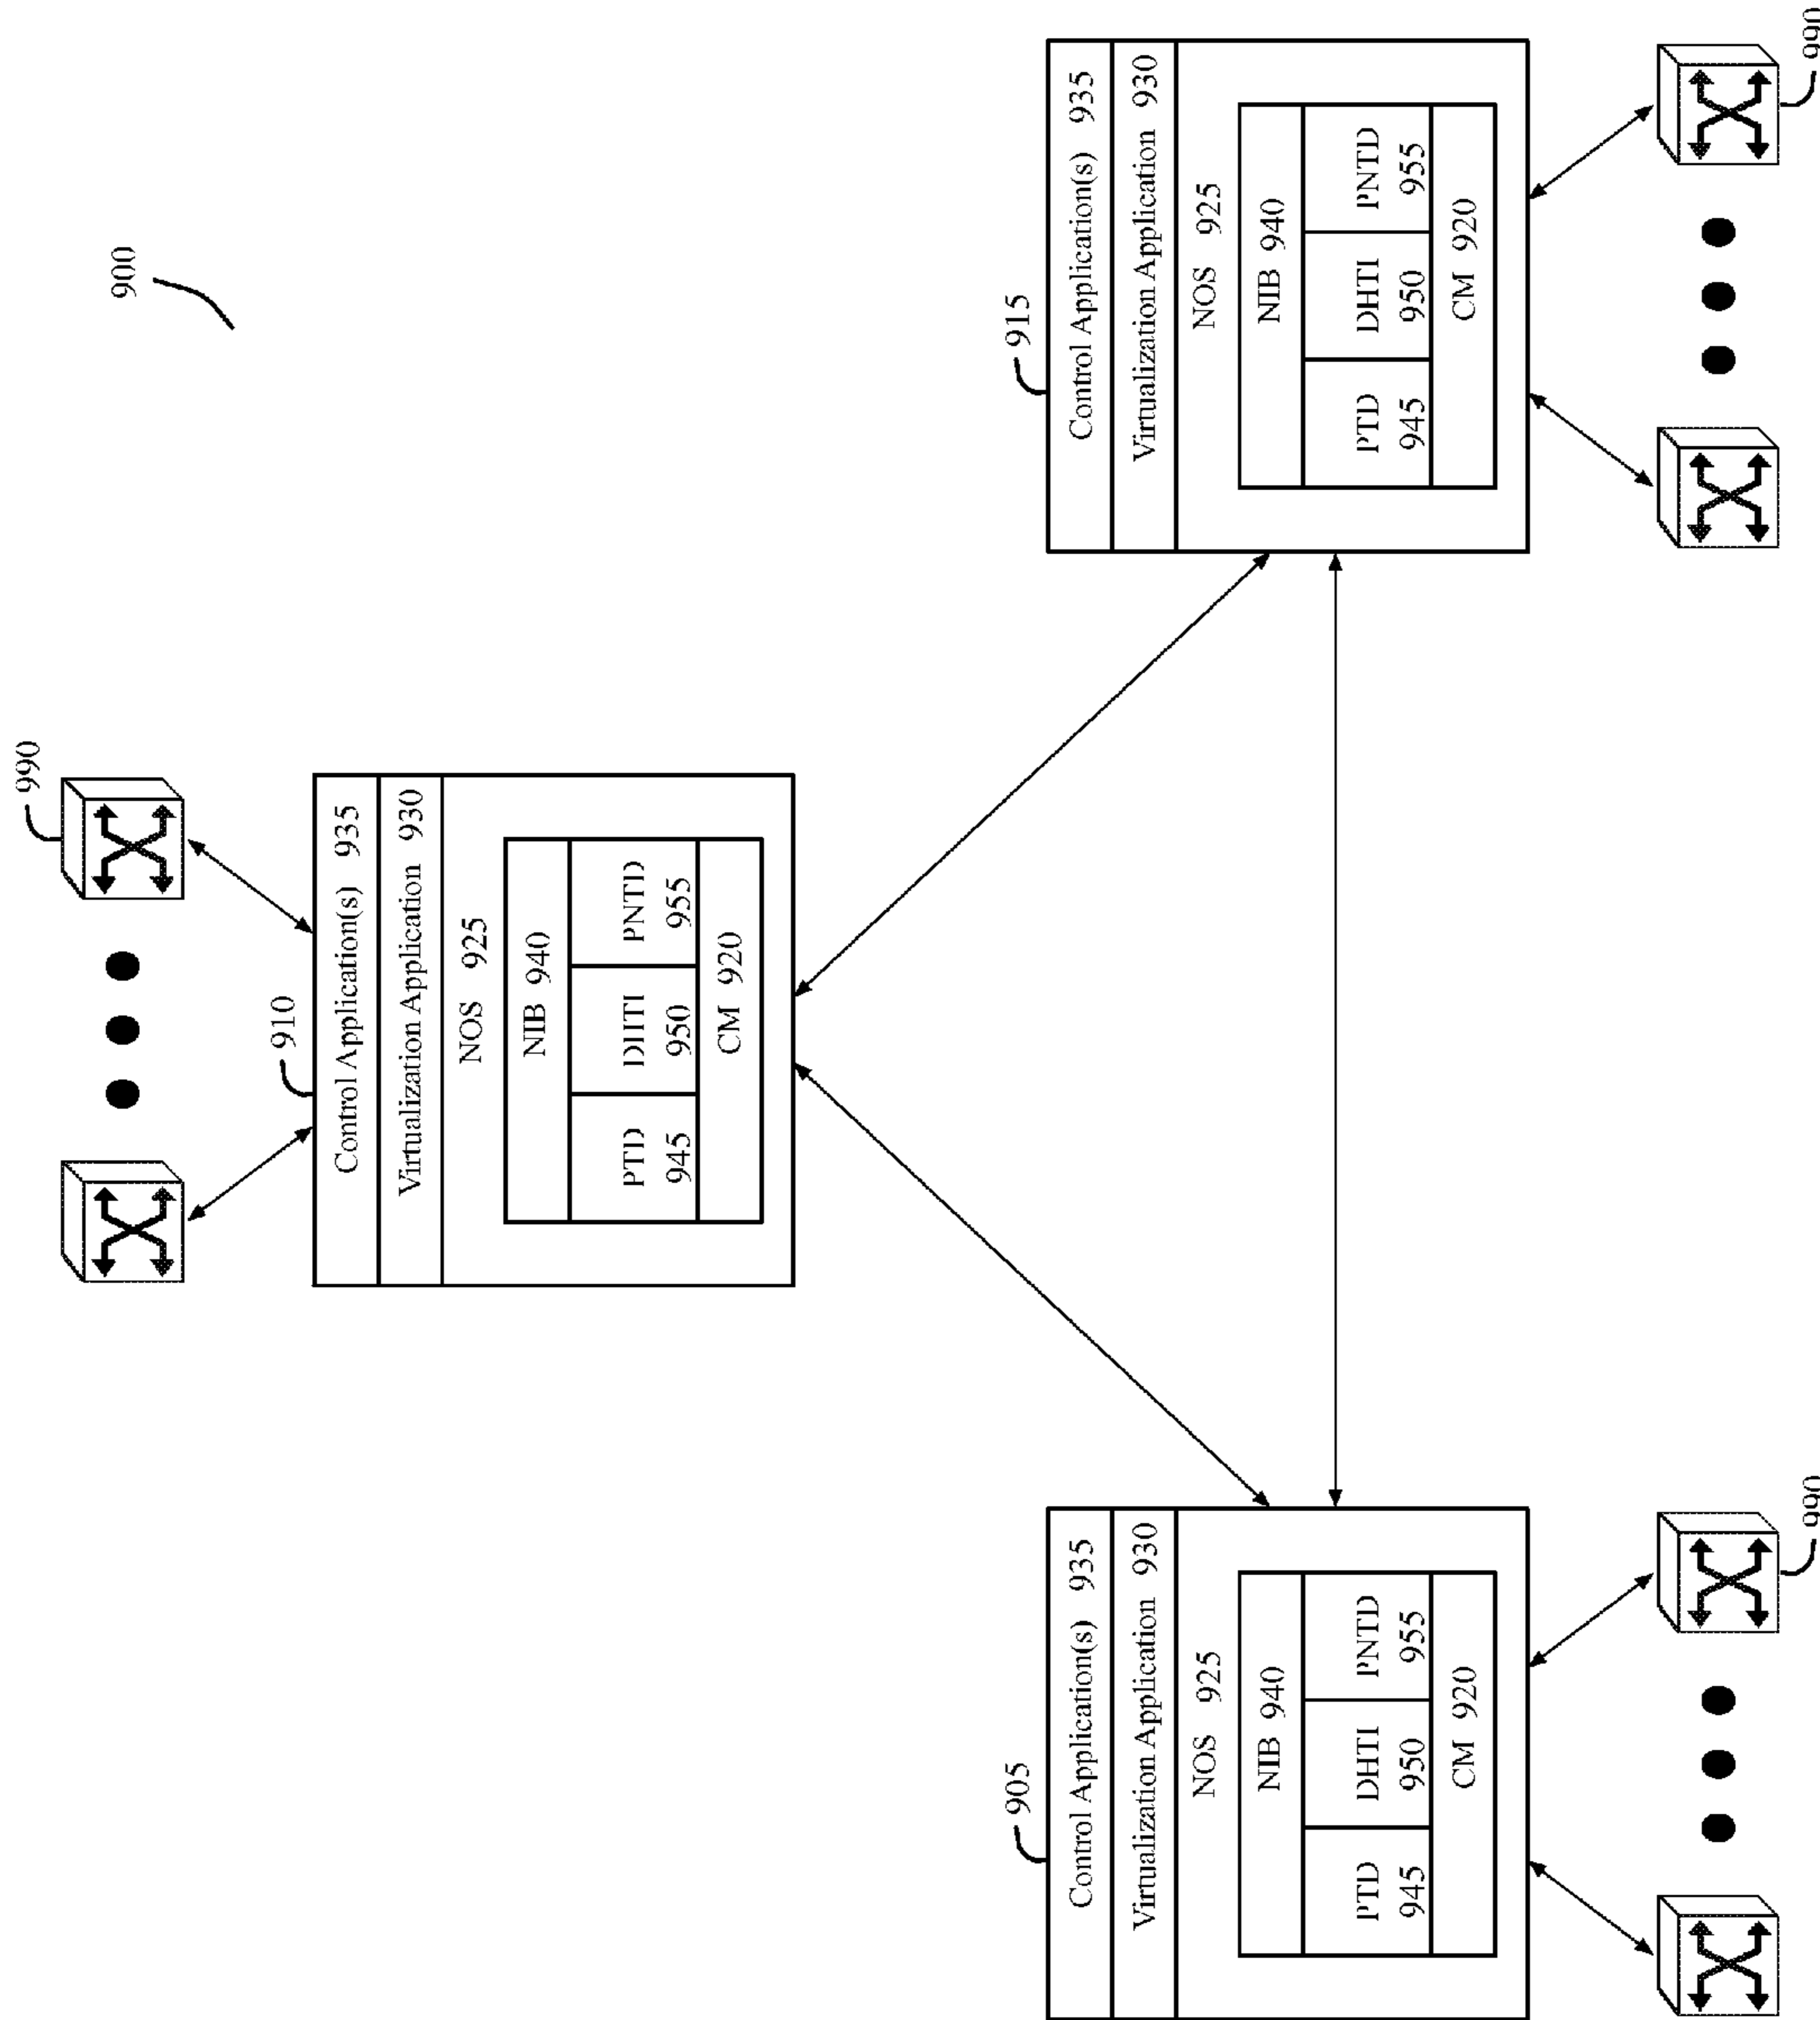 990
900
910
Control Application(s) 935
Virtualization Application 930
NOS 925
NIB 940
PTD
945
DHTI
950
PNTD
955
CM 920
905
Control Application(s) 935
Virtualization Application 930
NOS 925
NIB 940
PTD
945
DHTI
950
PNTD
955
CM 920
990
915
Control Application(s) 935
Virtualization Application 930
NOS 925
NIB 940
PTD
945
DHTI
950
PNTD
955
CM 920
990